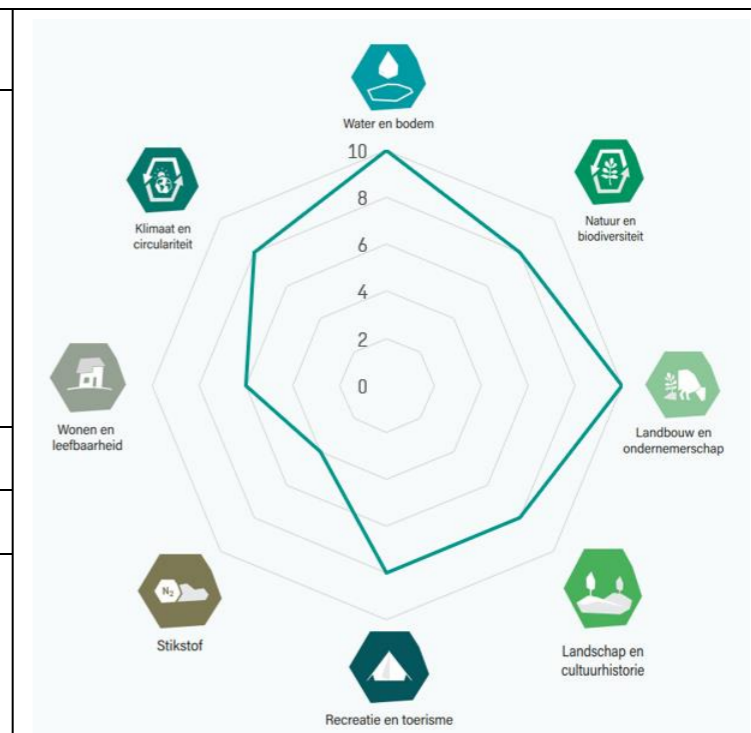 Water en bodem
10
8
6
4
2
0
Natuur en
biodiversiteit
Landbouw en
ondernemerschap
Landschap en
cultuurhistorie
Recreatie en toerisme
N2
Stikstof
Wonen en
leefbaarheid
Klimaat en
circulariteit